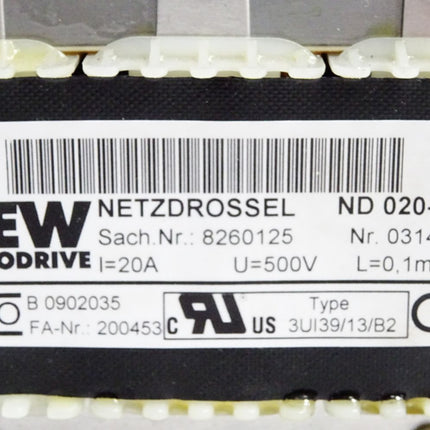 EW NETZDROSSEL ND 020-
ODRIVE Sach.Nr.: 8260125 Nr. 0314
I=20A U=500V L=0,1m
B 0902035 Type
FA-Nr.: 200453 C RU US 3UI39/13/B2